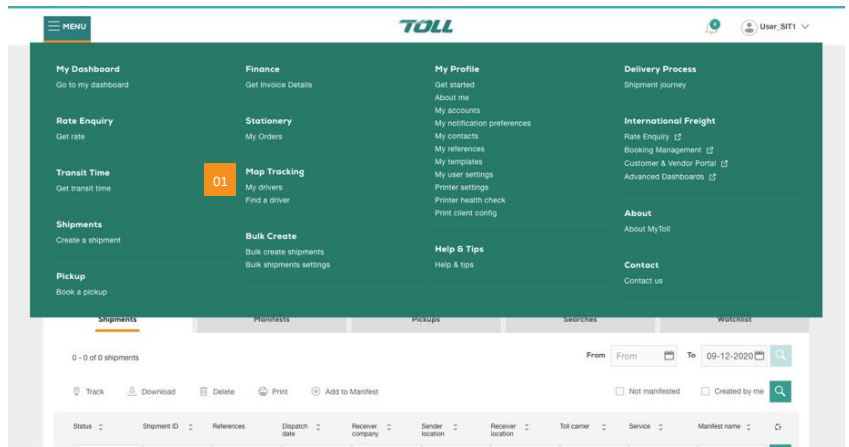 MENU
TOLL
4
User_SIT1
My Dashboard
Go to my dashboard
Rate Enquiry
Get rate
Transit Time
Get transit time
Shipments
Create a shipment
Pickup
Book a pickup
Finance
Get Invoice Details
Stationery
My Orders
01
Map Tracking
My drivers
Find a driver
Bulk Create
Bulk create shipments
Bulk shipments settings
My Profile
Get started
About me
My accounts
My notification preferences
My contacts
My references
My templates
My user settings
Printer settings
Printer health check
Print client config
Help & Tips
Help & tips
Delivery Process
Shipment journey
International Freight
Rate Enquiry
Booking Management
Customer & Vendor Portal
Advanced Dashboards
About
About MyToll
Contact
Contact us
Shipments Manifests Pickups Searches Watchlist
0 - 0 of 0 shipments From From To 09-12-2020
Track Download Delete Print Add to Manifest Not manifested Created by me
Status Shipment ID References Dispatch date Receiver company Sender location Receiver location Toll carrier Service Manifest name